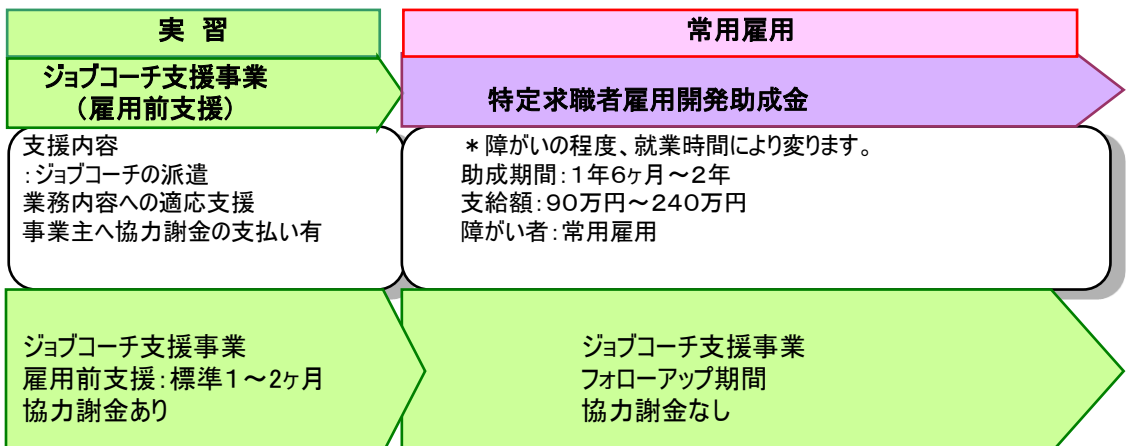 実 習
常用雇用
ジョブコーチ支援事業
(雇用前支援)
特定求職者雇用開発助成金
支援内容
:ジョブコーチの派遣
業務内容への適応支援
事業主へ協力謝金の支払い有
＊障がいの程度、就業時間により変ります。
助成期間:1年6ヶ月～2年
支給額:90万円～240万円
障がい者:常用雇用
ジョブコーチ支援事業
雇用前支援:標準1～2ヶ月
協力謝金あり
ジョブコーチ支援事業
フォローアップ期間
協力謝金なし